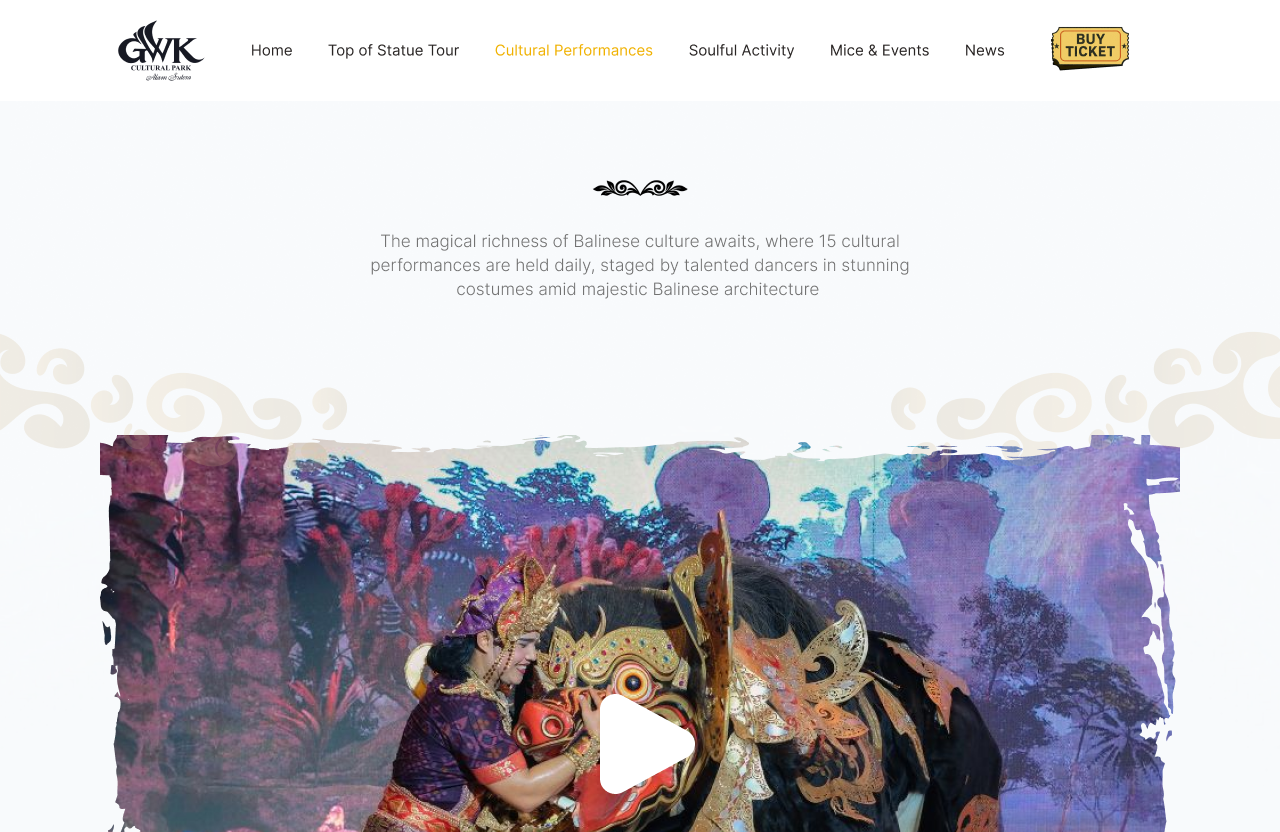 GWK
CULTURAL PARK
Alam Sutera
Home
Top of Statue Tour
Cultural Performances
Soulful Activity
Mice & Events
News
BUY
TICKET
The magical richness of Balinese culture awaits, where 15 cultural
performances are held daily, staged by talented dancers in stunning
costumes amid majestic Balinese architecture